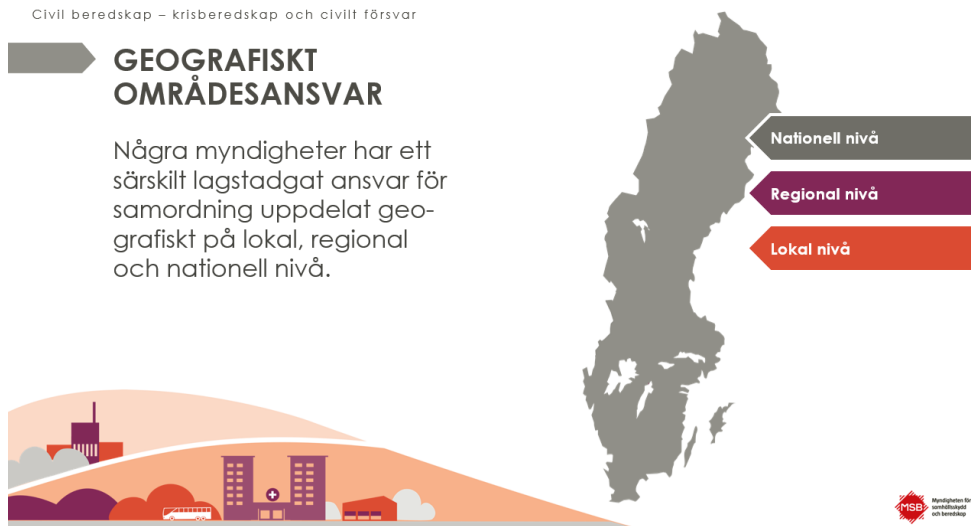 Civil beredskap – krisberedskap och civilt försvar
GEOGRAFISKT
OMRÅDESANSVAR
Några myndigheter har ett
särskilt lagstadgat ansvar för
samordning uppdelat geo-
grafiskt på lokal, regional
och nationell nivå.
Nationell nivå
Regional nivå
Lokal nivå
MSB
Myndigheten för
samhällsskydd
och beredskap